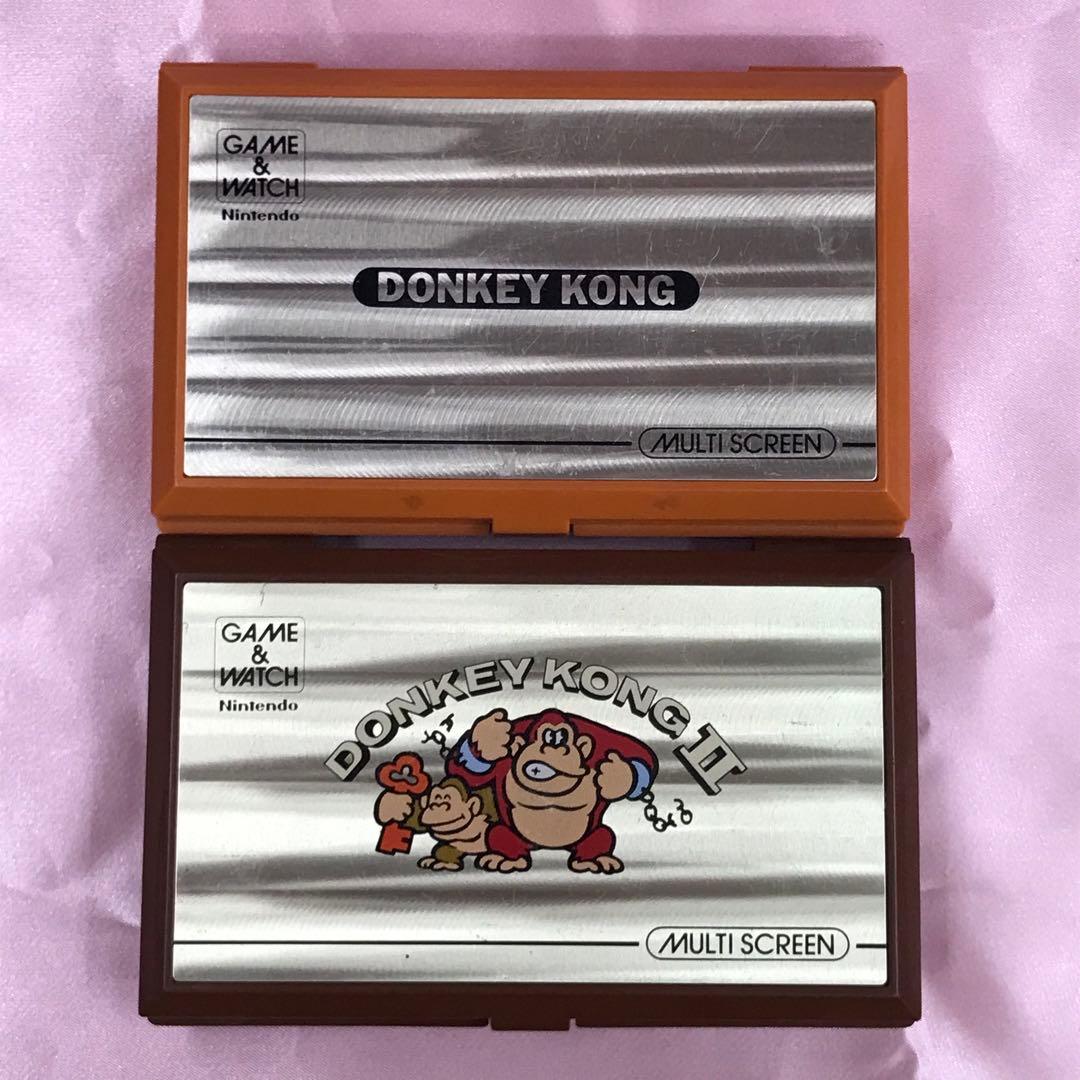 GAME
&
WATCH
Nintendo
DONKEY KONG
MULTI SCREEN
GAME
&
WATCH
Nintendo
DONKEY KONG II
MULTI SCREEN